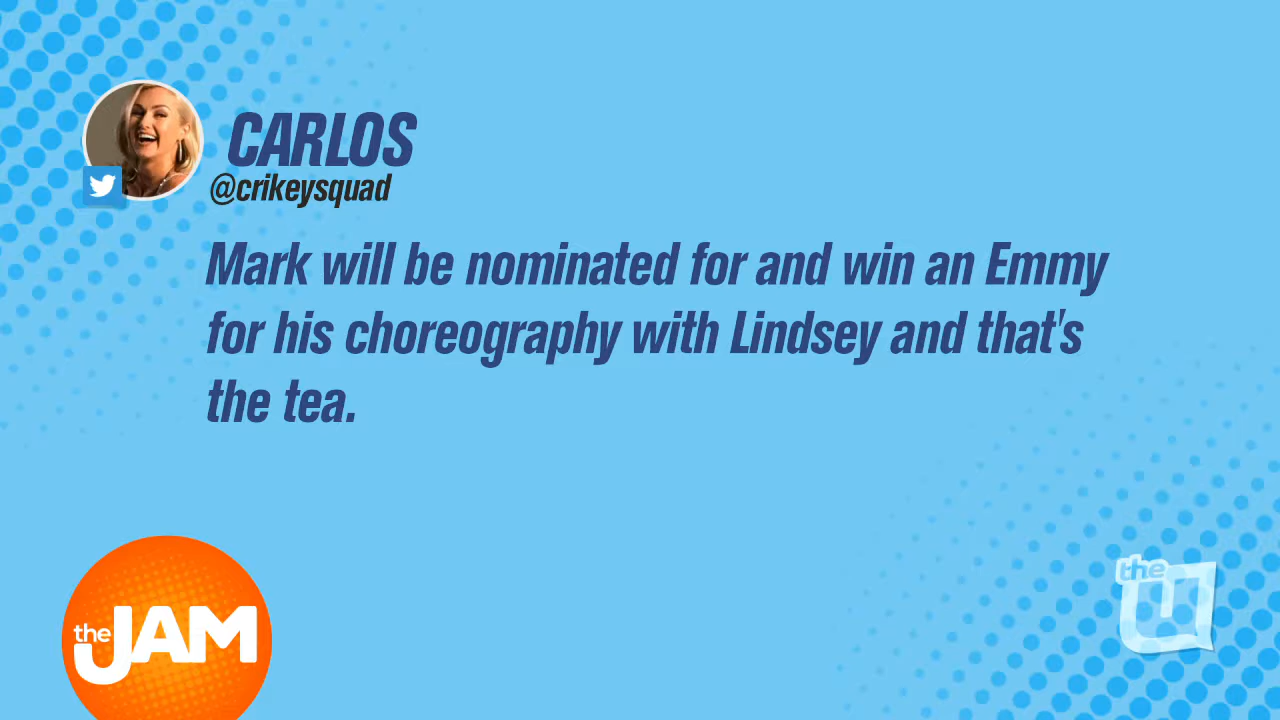 CARLOS
@crikeysquad
Mark will be nominated for and win an Emmy
for his choreography with Lindsey and that's
the tea.
the JAM
the U